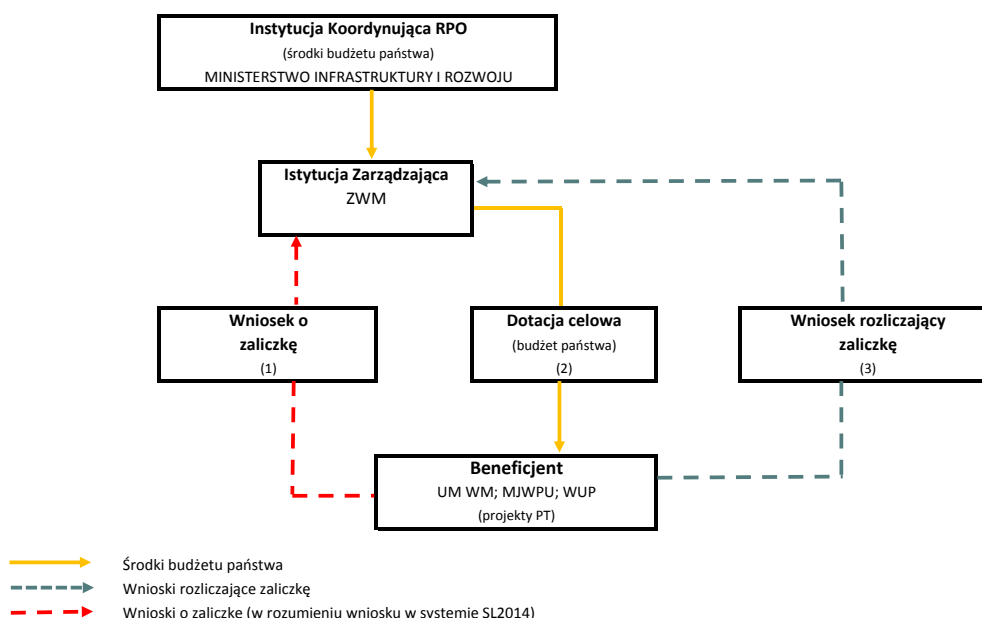 Instytucja Koordynująca RPO
(środki budżetu państwa)
MINISTERSTWO INFRASTRUKTURY I ROZWOJU
Istytucja Zarządzająca
ZWM
Wniosek o
zaliczkę
(1)
Dotacja celowa
(budżet państwa)
(2)
Wniosek rozliczający
zaliczkę
(3)
Beneficjent
UM WM; MJWPU; WUP
(projekty PT)
Środki budżetu państwa
Wnioski rozliczające zaliczkę
Wnioski o zaliczke (w rozumieniu wniosku w systemie SL2014)